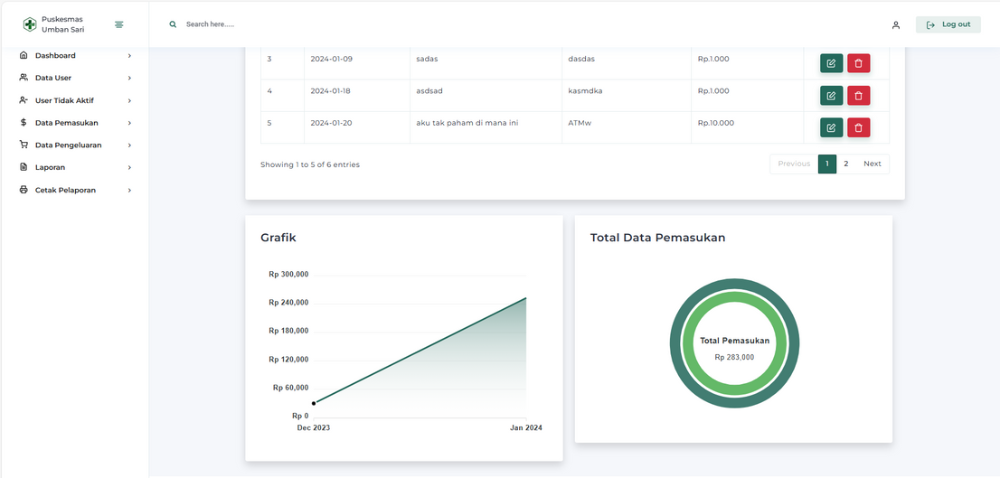 Puskesmas
Umban Sari
Search here.....
Log out
Dashboard
Data User
User Tidak Aktif
Data Pemasukan
Data Pengeluaran
Laporan
Cetak Pelaporan
3 2024-01-09 sadas dasdas Rp.1.000
4 2024-01-18 asdsad kasmdka Rp.1.000
5 2024-01-20 aku tak paham di mana ini ATMw Rp.10.000
Showing 1 to 5 of 6 entries
Previous 1 2 Next
Grafik
Rp 300,000
Rp 240,000
Rp 180,000
Rp 120,000
Rp 60,000
Rp 0
Dec 2023 Jan 2024
Total Data Pemasukan
Total Pemasukan
Rp 283,000